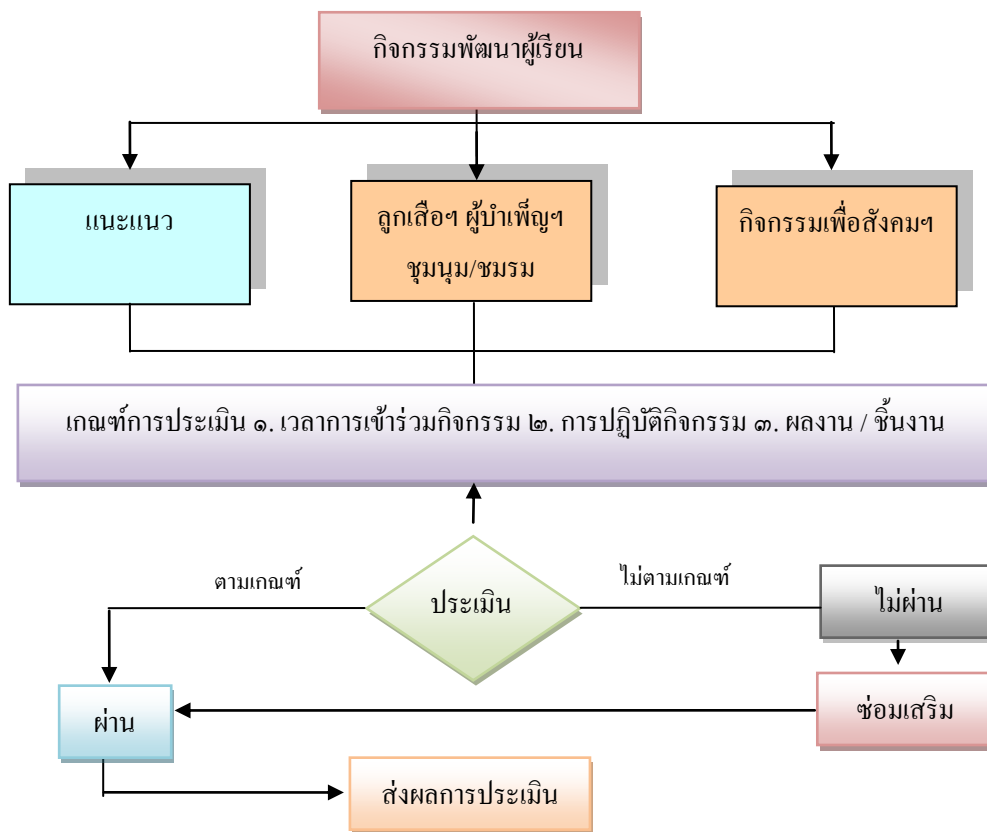 กิจกรรมพัฒนาผู้เรียน
แนะแนว
ลูกเสือฯ ผู้บำเพ็ญฯ
ชุมนุม/ชมรม
กิจกรรมเพื่อสังคมฯ
เกณฑ์การประเมิน ๑. เวลาการเข้าร่วมกิจกรรม ๒. การปฏิบัติกิจกรรม ๓. ผลงาน / ชิ้นงาน
ตามเกณฑ์
ประเมิน
ไม่ตามเกณฑ์
ไม่ผ่าน
ผ่าน
ซ่อมเสริม
ส่งผลการประเมิน